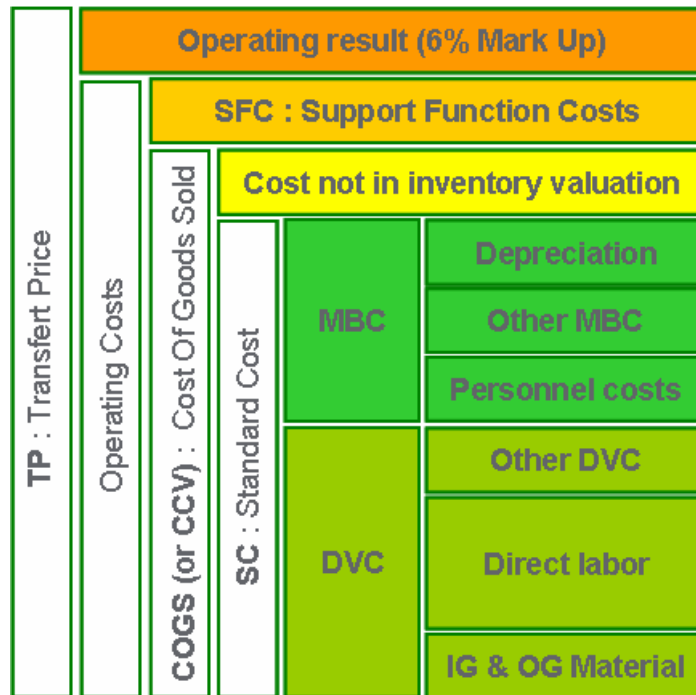 Operating result (6% Mark Up)
SFC : Support Function Costs
Cost not in inventory valuation
TP : Transfert Price
Operating Costs
COGS (or CCV) : Cost Of Goods Sold
SC : Standard Cost
MBC
Depreciation
Other MBC
Personnel costs
DVC
Other DVC
Direct labor
IG & OG Material